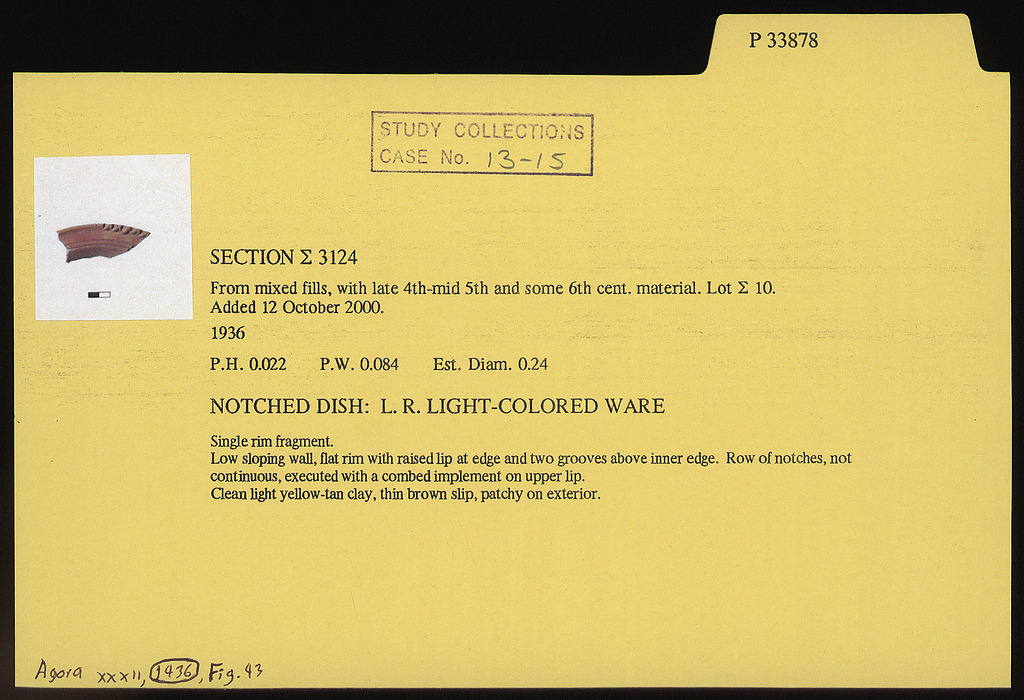 P 33878
STUDY COLLECTIONS
CASE No. 13-15
SECTION Σ 3124
From mixed fills, with late 4th-mid 5th and some 6th cent. material. Lot Σ 10.
Added 12 October 2000.
1936
P.H. 0.022 P.W. 0.084 Est. Diam. 0.24
NOTCHED DISH: L. R. LIGHT-COLORED WARE
Single rim fragment.
Low sloping wall, flat rim with raised lip at edge and two grooves above inner edge. Row of notches, not
continuous, executed with a combed implement on upper lip.
Clean light yellow-tan clay, thin brown slip, patchy on exterior.
Agora xxxii, 1436, Fig. 43